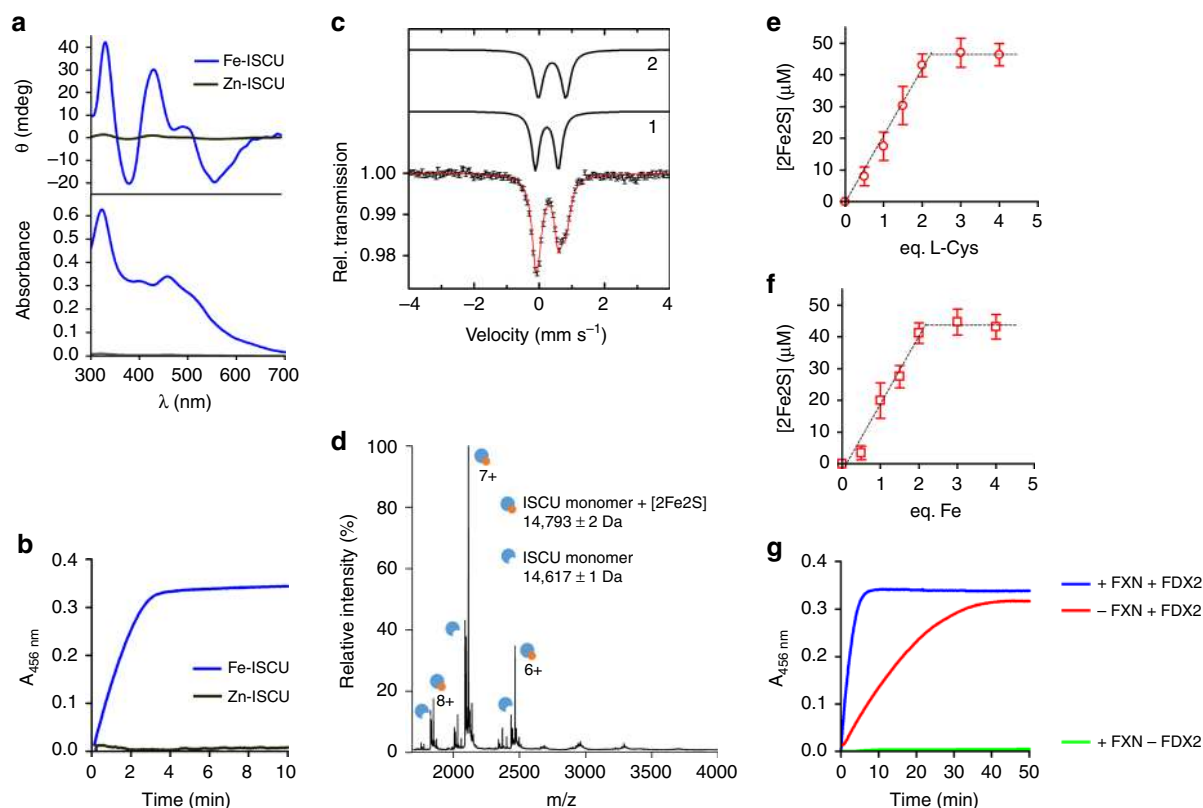 a
θ (mdeg)
40
30
20
10
0
−10
−20
Fe-ISCU
Zn-ISCU
Absorbance
0.6
0.5
0.4
0.3
0.2
0.1
0.0
300 400 500 600 700
λ (nm)
b
A456 nm
0.4
0.3
0.2
0.1
0.0
Fe-ISCU
Zn-ISCU
0 2 4 6 8 10
Time (min)
c
2
1
Rel. transmission
1.00
0.99
0.98
−4 −2 0 2 4
Velocity (mm s⁻¹)
d
Relative intensity (%)
100
80
60
40
20
0
7+
ISCU monomer + [2Fe2S]
14,793 ± 2 Da
ISCU monomer
14,617 ± 1 Da
8+
6+
2000 2500 3000 3500 4000
m/z
e
[2Fe2S] (μM)
50
40
30
20
10
0
0 1 2 3 4 5
eq. L-Cys
f
[2Fe2S] (μM)
50
40
30
20
10
0
0 1 2 3 4 5
eq. Fe
g
A456 nm
0.4
0.3
0.2
0.1
0.0
+ FXN + FDX2
− FXN + FDX2
+ FXN − FDX2
0 10 20 30 40 50
Time (min)